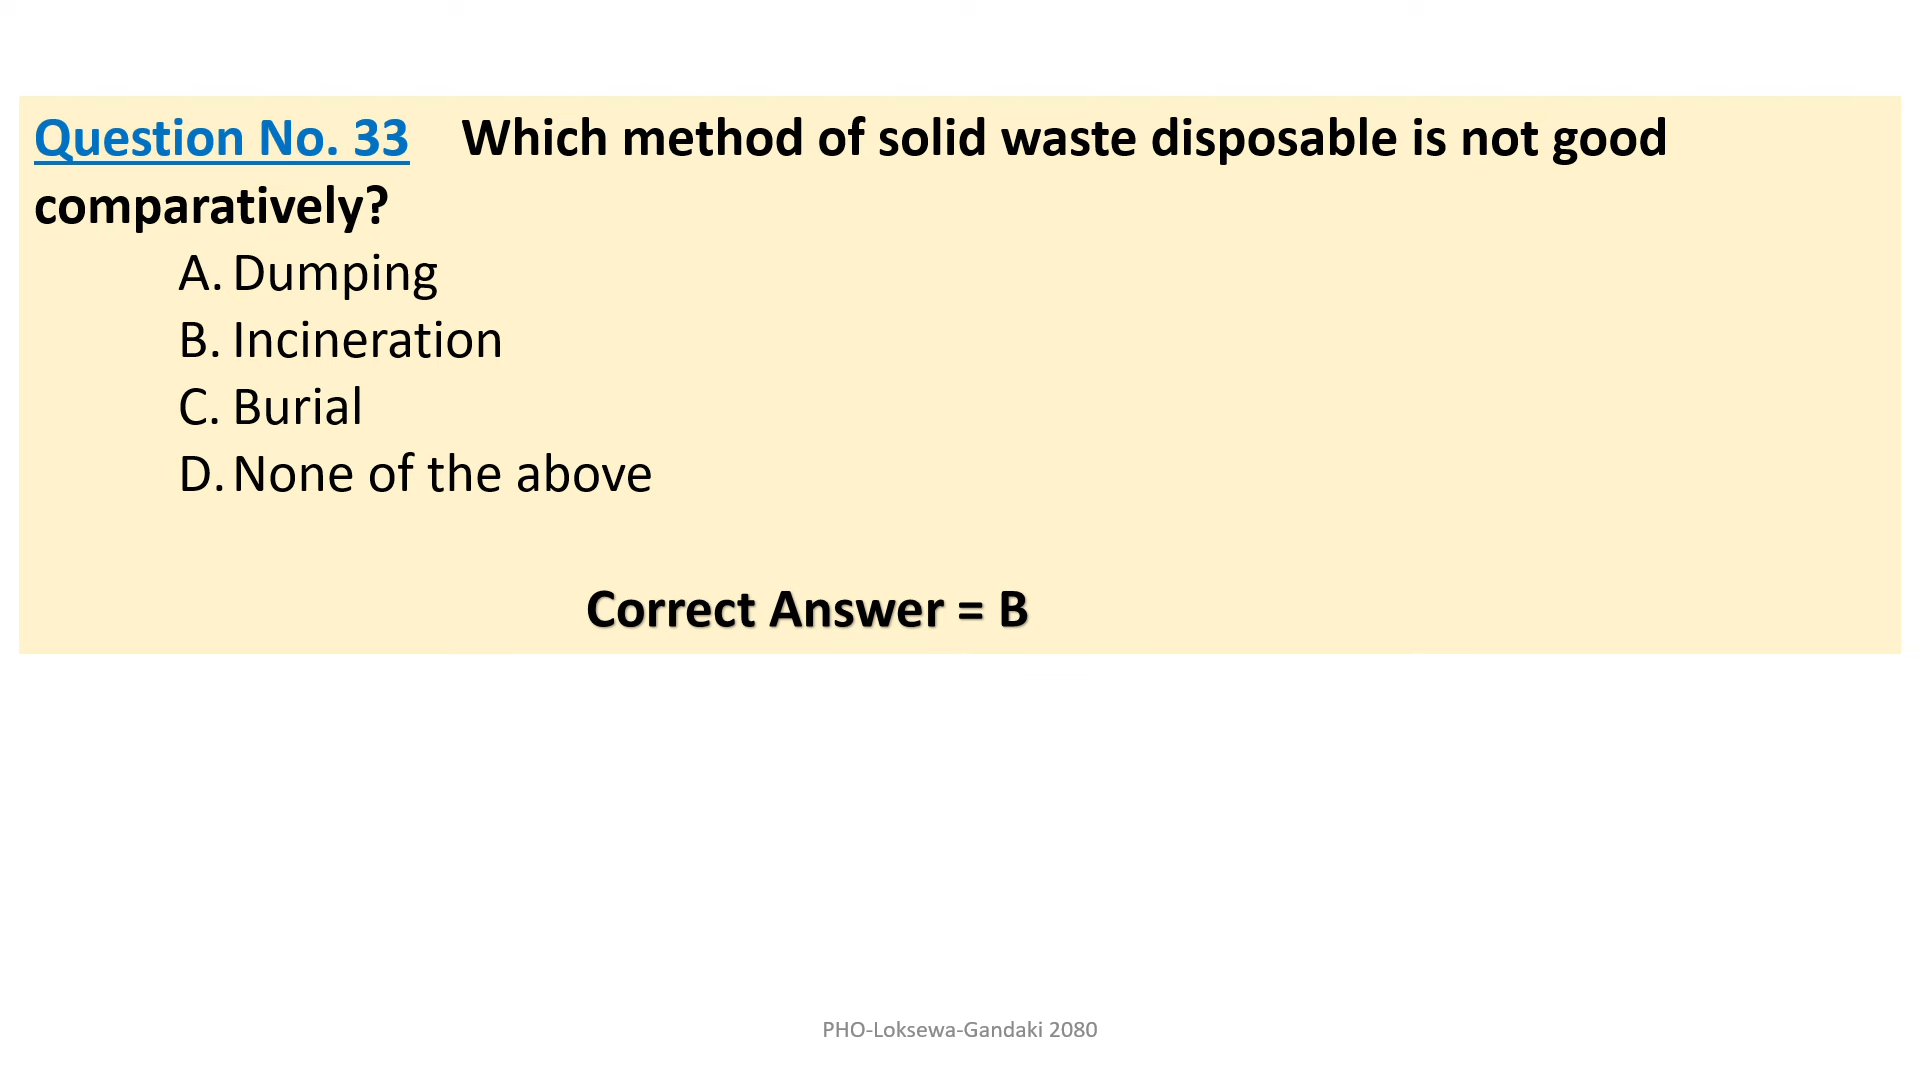 Question No. 33 Which method of solid waste disposable is not good
comparatively?
A. Dumping
B. Incineration
C. Burial
D. None of the above
Correct Answer = B
PHO-Loksewa-Gandaki 2080